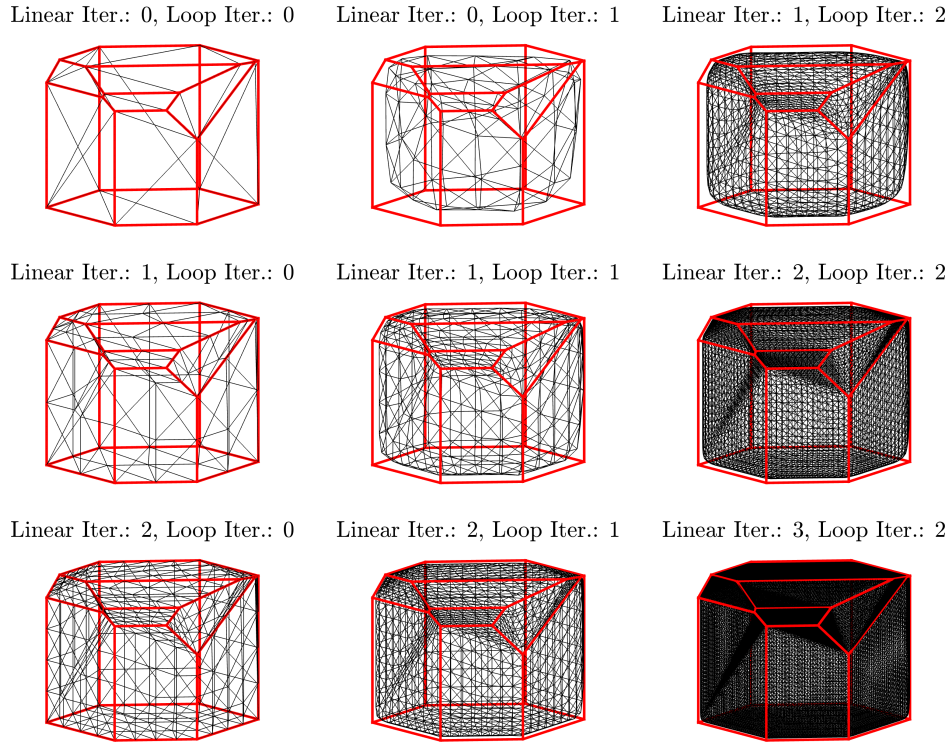 Linear Iter.: 0, Loop Iter.: 0
Linear Iter.: 0, Loop Iter.: 1
Linear Iter.: 1, Loop Iter.: 2
Linear Iter.: 1, Loop Iter.: 0
Linear Iter.: 1, Loop Iter.: 1
Linear Iter.: 2, Loop Iter.: 2
Linear Iter.: 2, Loop Iter.: 0
Linear Iter.: 2, Loop Iter.: 1
Linear Iter.: 3, Loop Iter.: 2